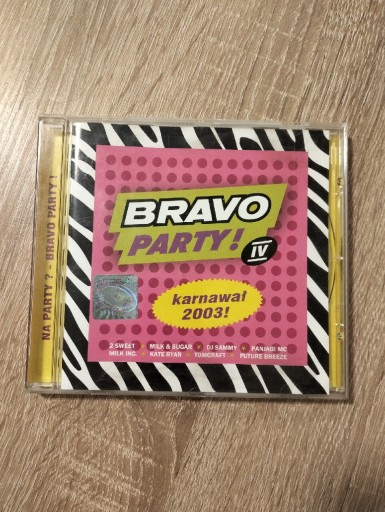 NA PARTY ? - BRAVO PARTY !
BRAVO
PARTY!
IV
karnawał
2003!
2 SWEET MILK & SUGAR DJ SAMMY PANJABI MC
MILK INC. KATE RYAN TOMCRAFT FUTURE BREEZE